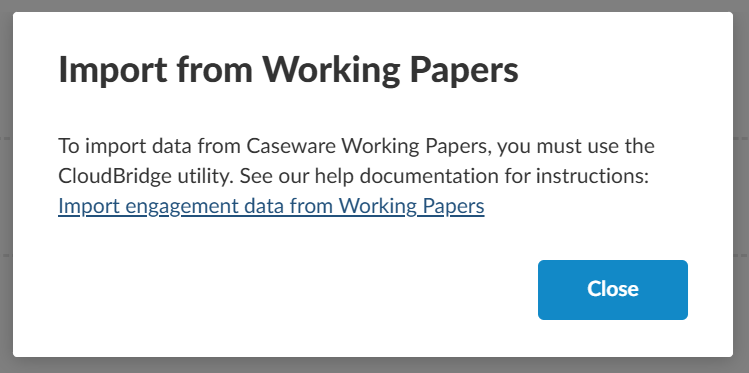 Import from Working Papers
To import data from Caseware Working Papers, you must use the
CloudBridge utility. See our help documentation for instructions:
Import engagement data from Working Papers
Close